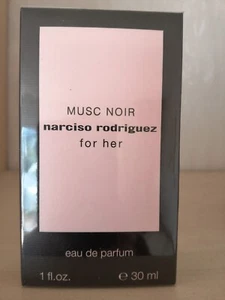 MUSC NOIR
narciso rodriguez
for her
eau de parfum
1 fl.oz. ℮ 30 ml